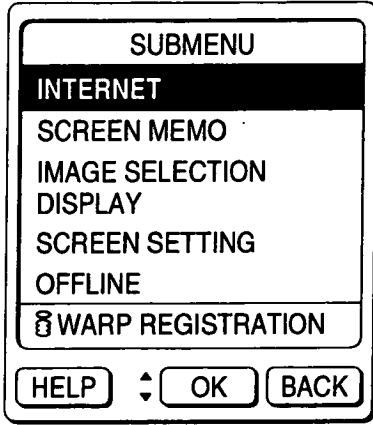 SUBMENU
INTERNET
SCREEN MEMO
IMAGE SELECTION
DISPLAY
SCREEN SETTING
OFFLINE
WARP REGISTRATION
HELP OK BACK